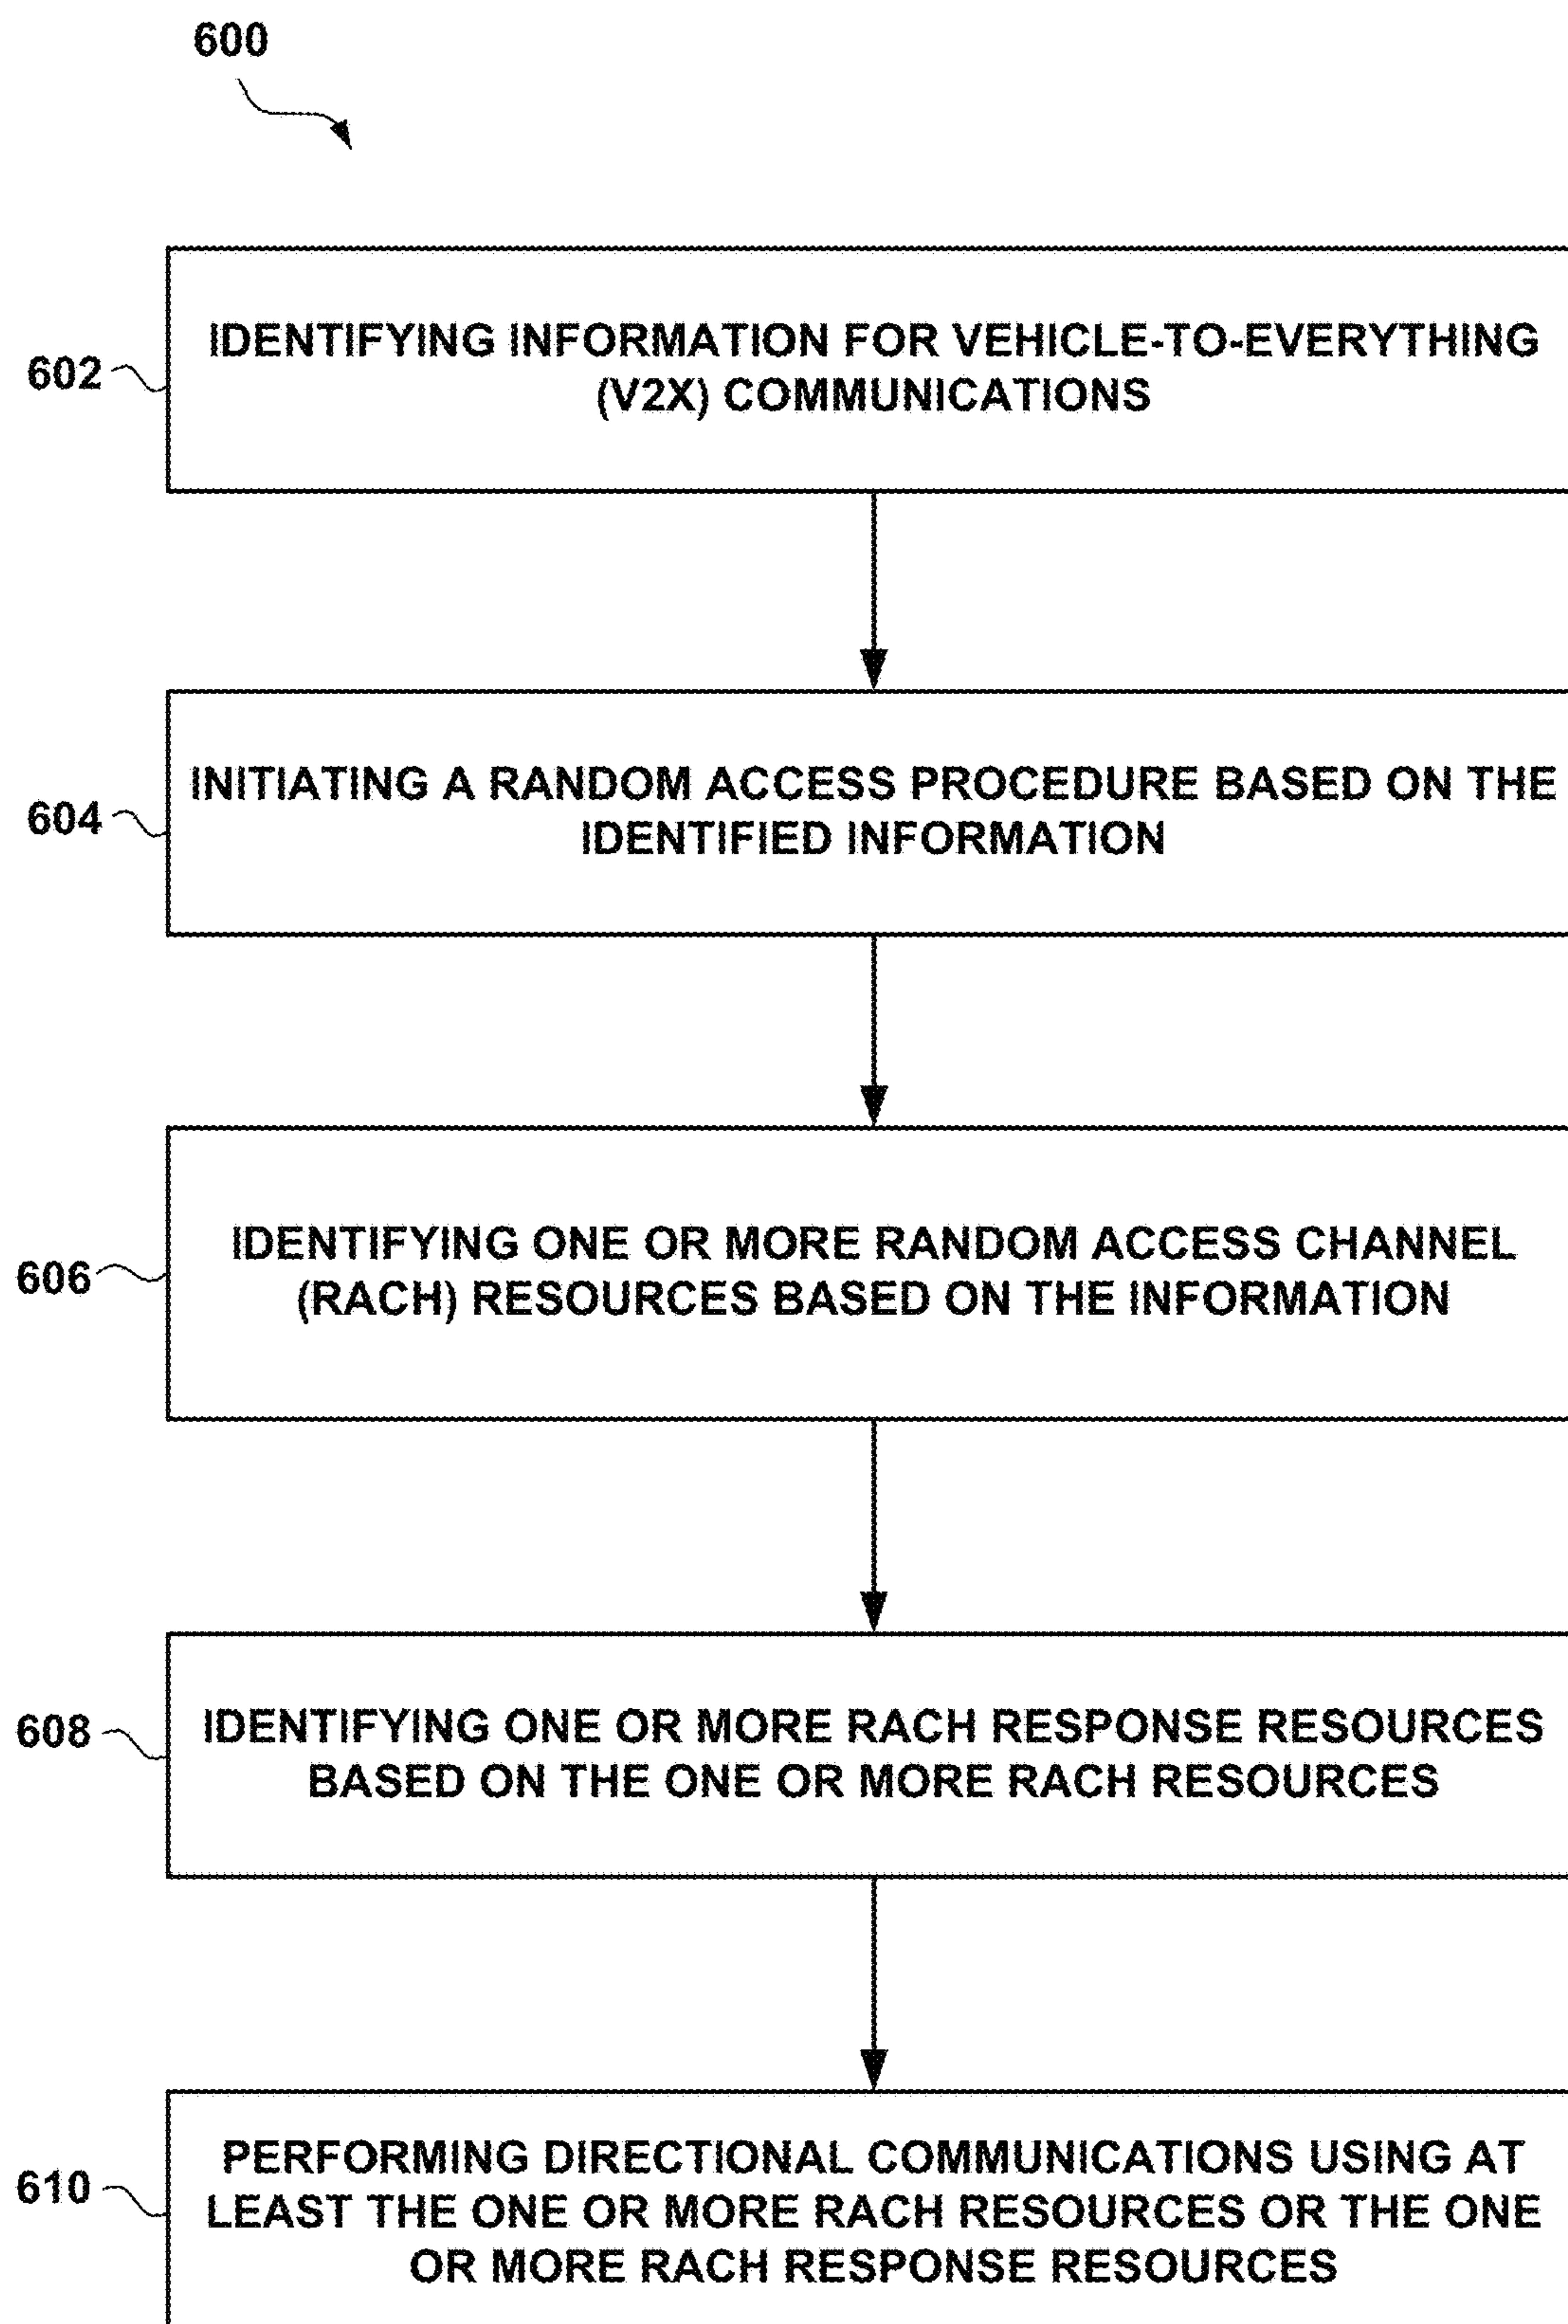 600
602
IDENTIFYING INFORMATION FOR VEHICLE-TO-EVERYTHING
(V2X) COMMUNICATIONS
604
INITIATING A RANDOM ACCESS PROCEDURE BASED ON THE
IDENTIFIED INFORMATION
606
IDENTIFYING ONE OR MORE RANDOM ACCESS CHANNEL
(RACH) RESOURCES BASED ON THE INFORMATION
608
IDENTIFYING ONE OR MORE RACH RESPONSE RESOURCES
BASED ON THE ONE OR MORE RACH RESOURCES
610
PERFORMING DIRECTIONAL COMMUNICATIONS USING AT
LEAST THE ONE OR MORE RACH RESOURCES OR THE ONE
OR MORE RACH RESPONSE RESOURCES